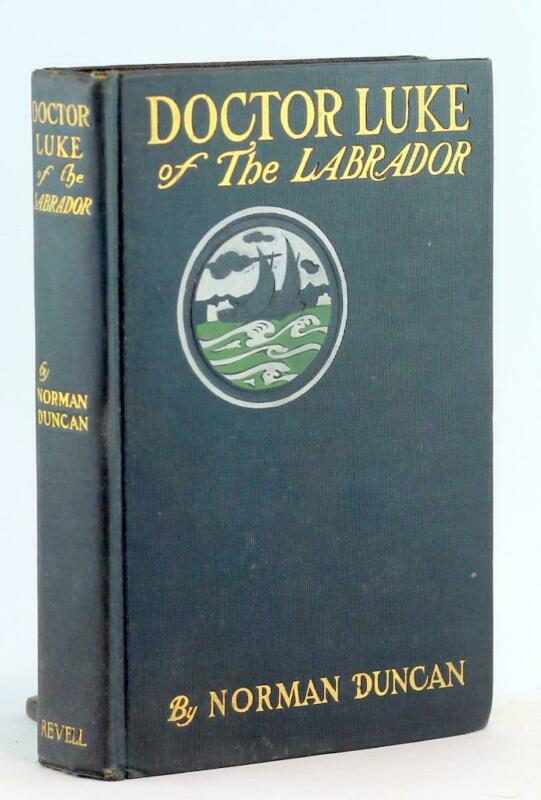 DOCTOR
LUKE
of the
LABRADOR
by
NORMAN
DUNCAN
REVELL
DOCTOR LUKE
of The LABRADOR
By NORMAN DUNCAN